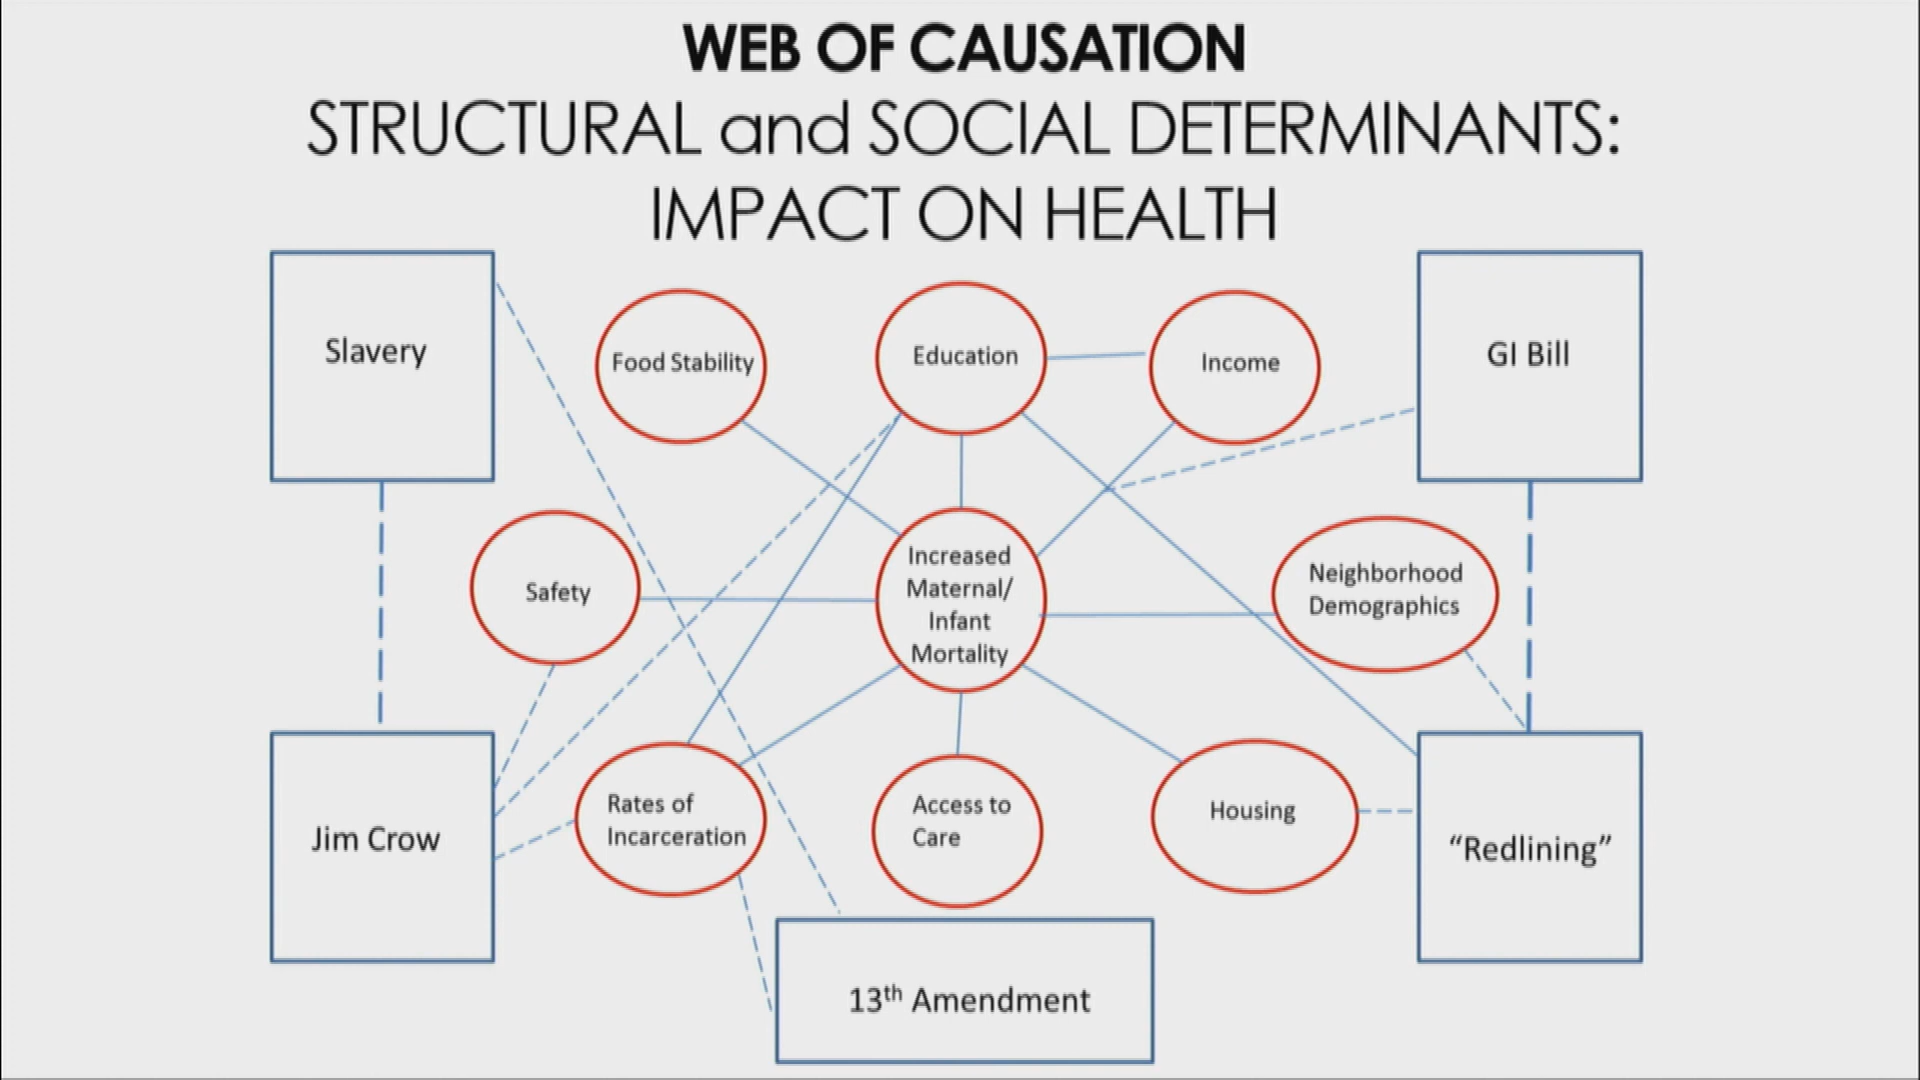 WEB OF CAUSATION
STRUCTURAL and SOCIAL DETERMINANTS:
IMPACT ON HEALTH
Slavery
Food Stability
Education
Income
GI Bill
Safety
Increased
Maternal/
Infant
Mortality
Neighborhood
Demographics
Jim Crow
Rates of
Incarceration
Access to
Care
Housing
“Redlining”
13th Amendment